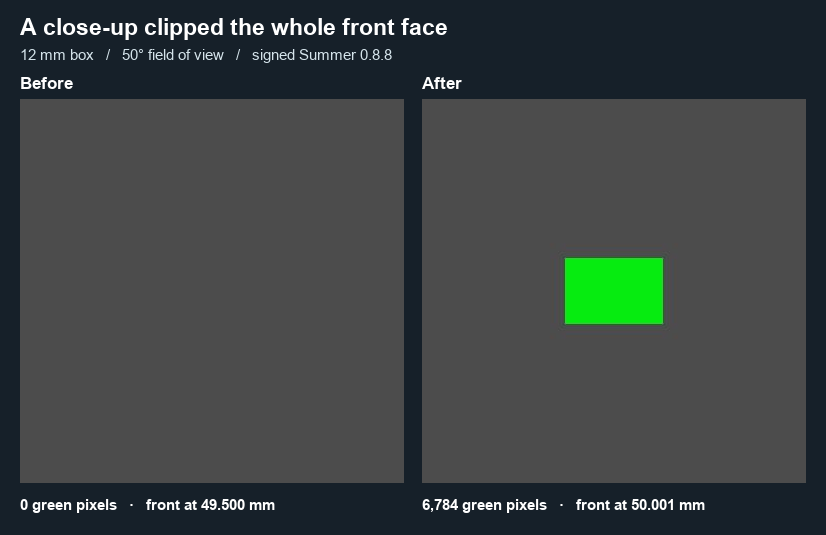 A close-up clipped the whole front face
12 mm box / 50° field of view / signed Summer 0.8.8
Before
After
0 green pixels · front at 49.500 mm
6,784 green pixels · front at 50.001 mm